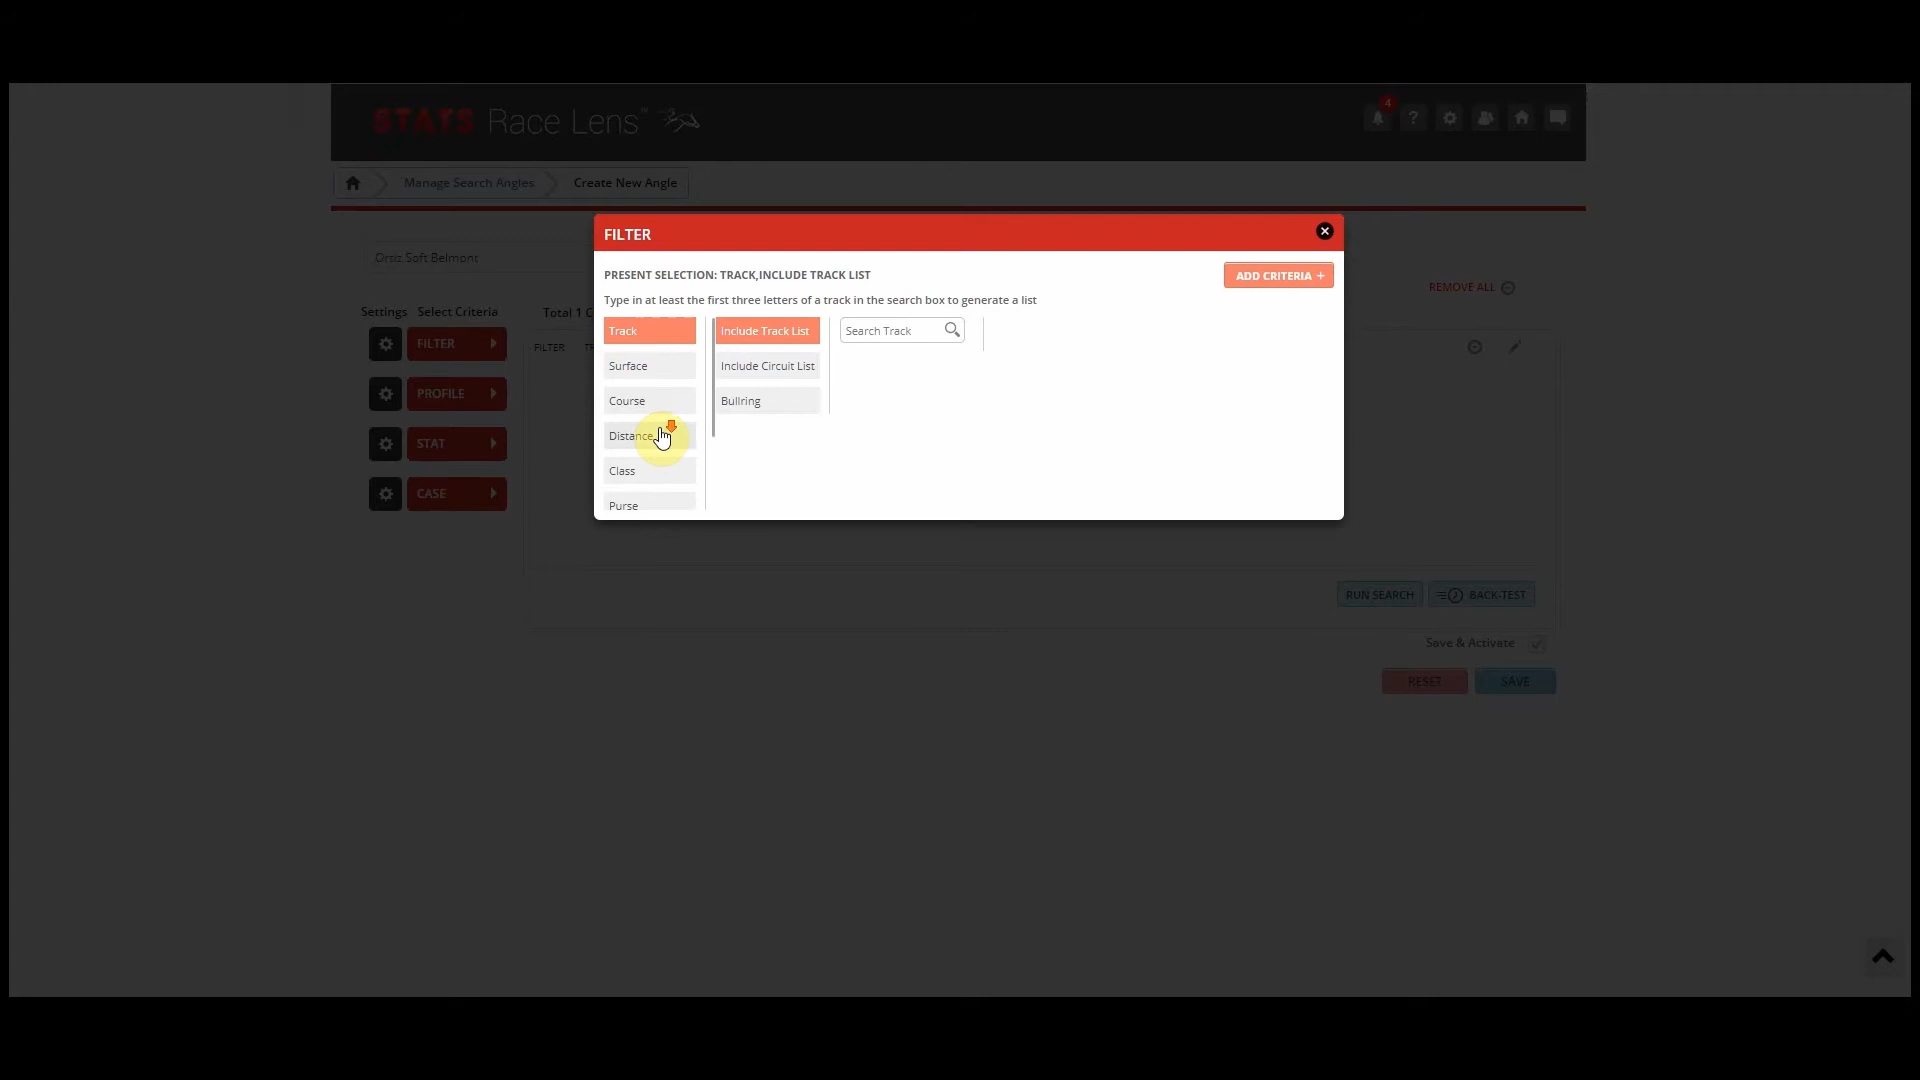 STATS Race Lens™
4
?
Manage Search Angles
Create New Angle
FILTER
Ortiz Soft Belmont
PRESENT SELECTION: TRACK,INCLUDE TRACK LIST
ADD CRITERIA +
REMOVE ALL
Type in at least the first three letters of a track in the search box to generate a list
Settings Select Criteria
Total 1 C
Track
Include Track List
Search Track
FILTER
FILTER
Surface
Include Circuit List
PROFILE
Course
Bullring
STAT
Distance
Class
CASE
Purse
RUN SEARCH
BACK-TEST
Save & Activate
RESET
SAVE